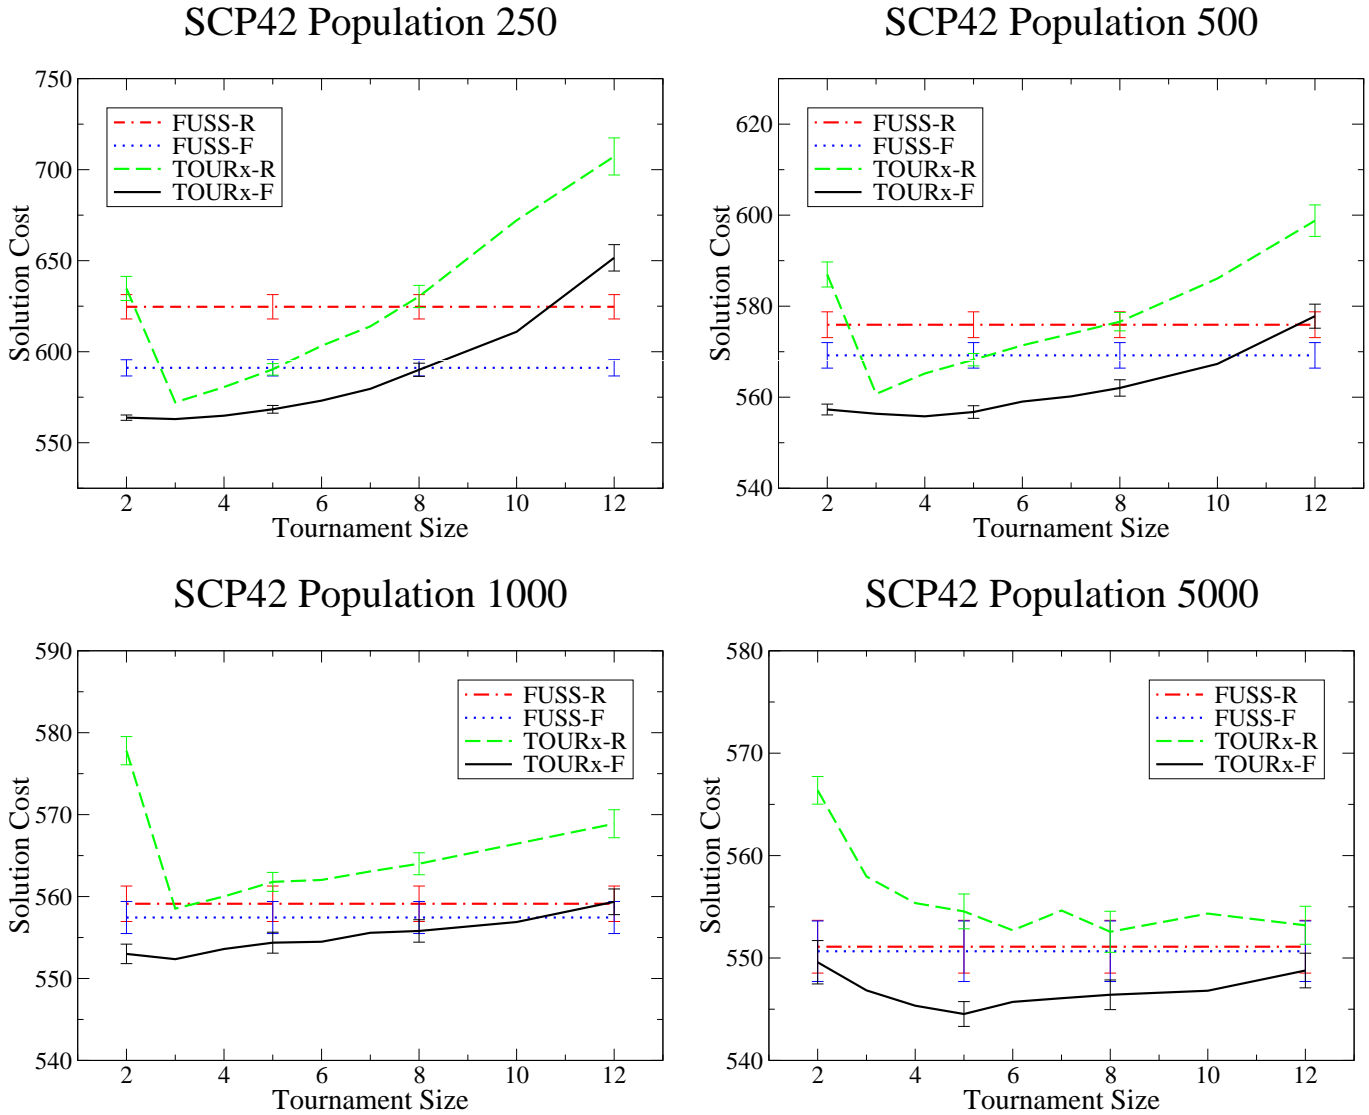 SCP42 Population 250
750
700
650
600
550
Solution Cost
FUSS-R
FUSS-F
TOURx-R
TOURx-F
2 4 6 8 10 12
Tournament Size
SCP42 Population 500
620
600
580
560
540
Solution Cost
FUSS-R
FUSS-F
TOURx-R
TOURx-F
2 4 6 8 10 12
Tournament Size
SCP42 Population 1000
590
580
570
560
550
540
Solution Cost
FUSS-R
FUSS-F
TOURx-R
TOURx-F
2 4 6 8 10 12
Tournament Size
SCP42 Population 5000
580
570
560
550
540
Solution Cost
FUSS-R
FUSS-F
TOURx-R
TOURx-F
2 4 6 8 10 12
Tournament Size